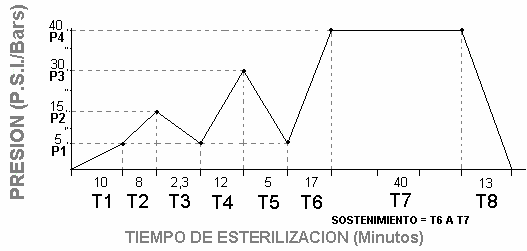 PRESION (P.S.I./Bars)
40
P4
30
P3
15
P2
5
P1
10 8 2,3 12 5 17 40 13
T1 T2 T3 T4 T5 T6 T7 T8
SOSTENIMIENTO = T6 A T7
TIEMPO DE ESTERILIZACION (Minutos)